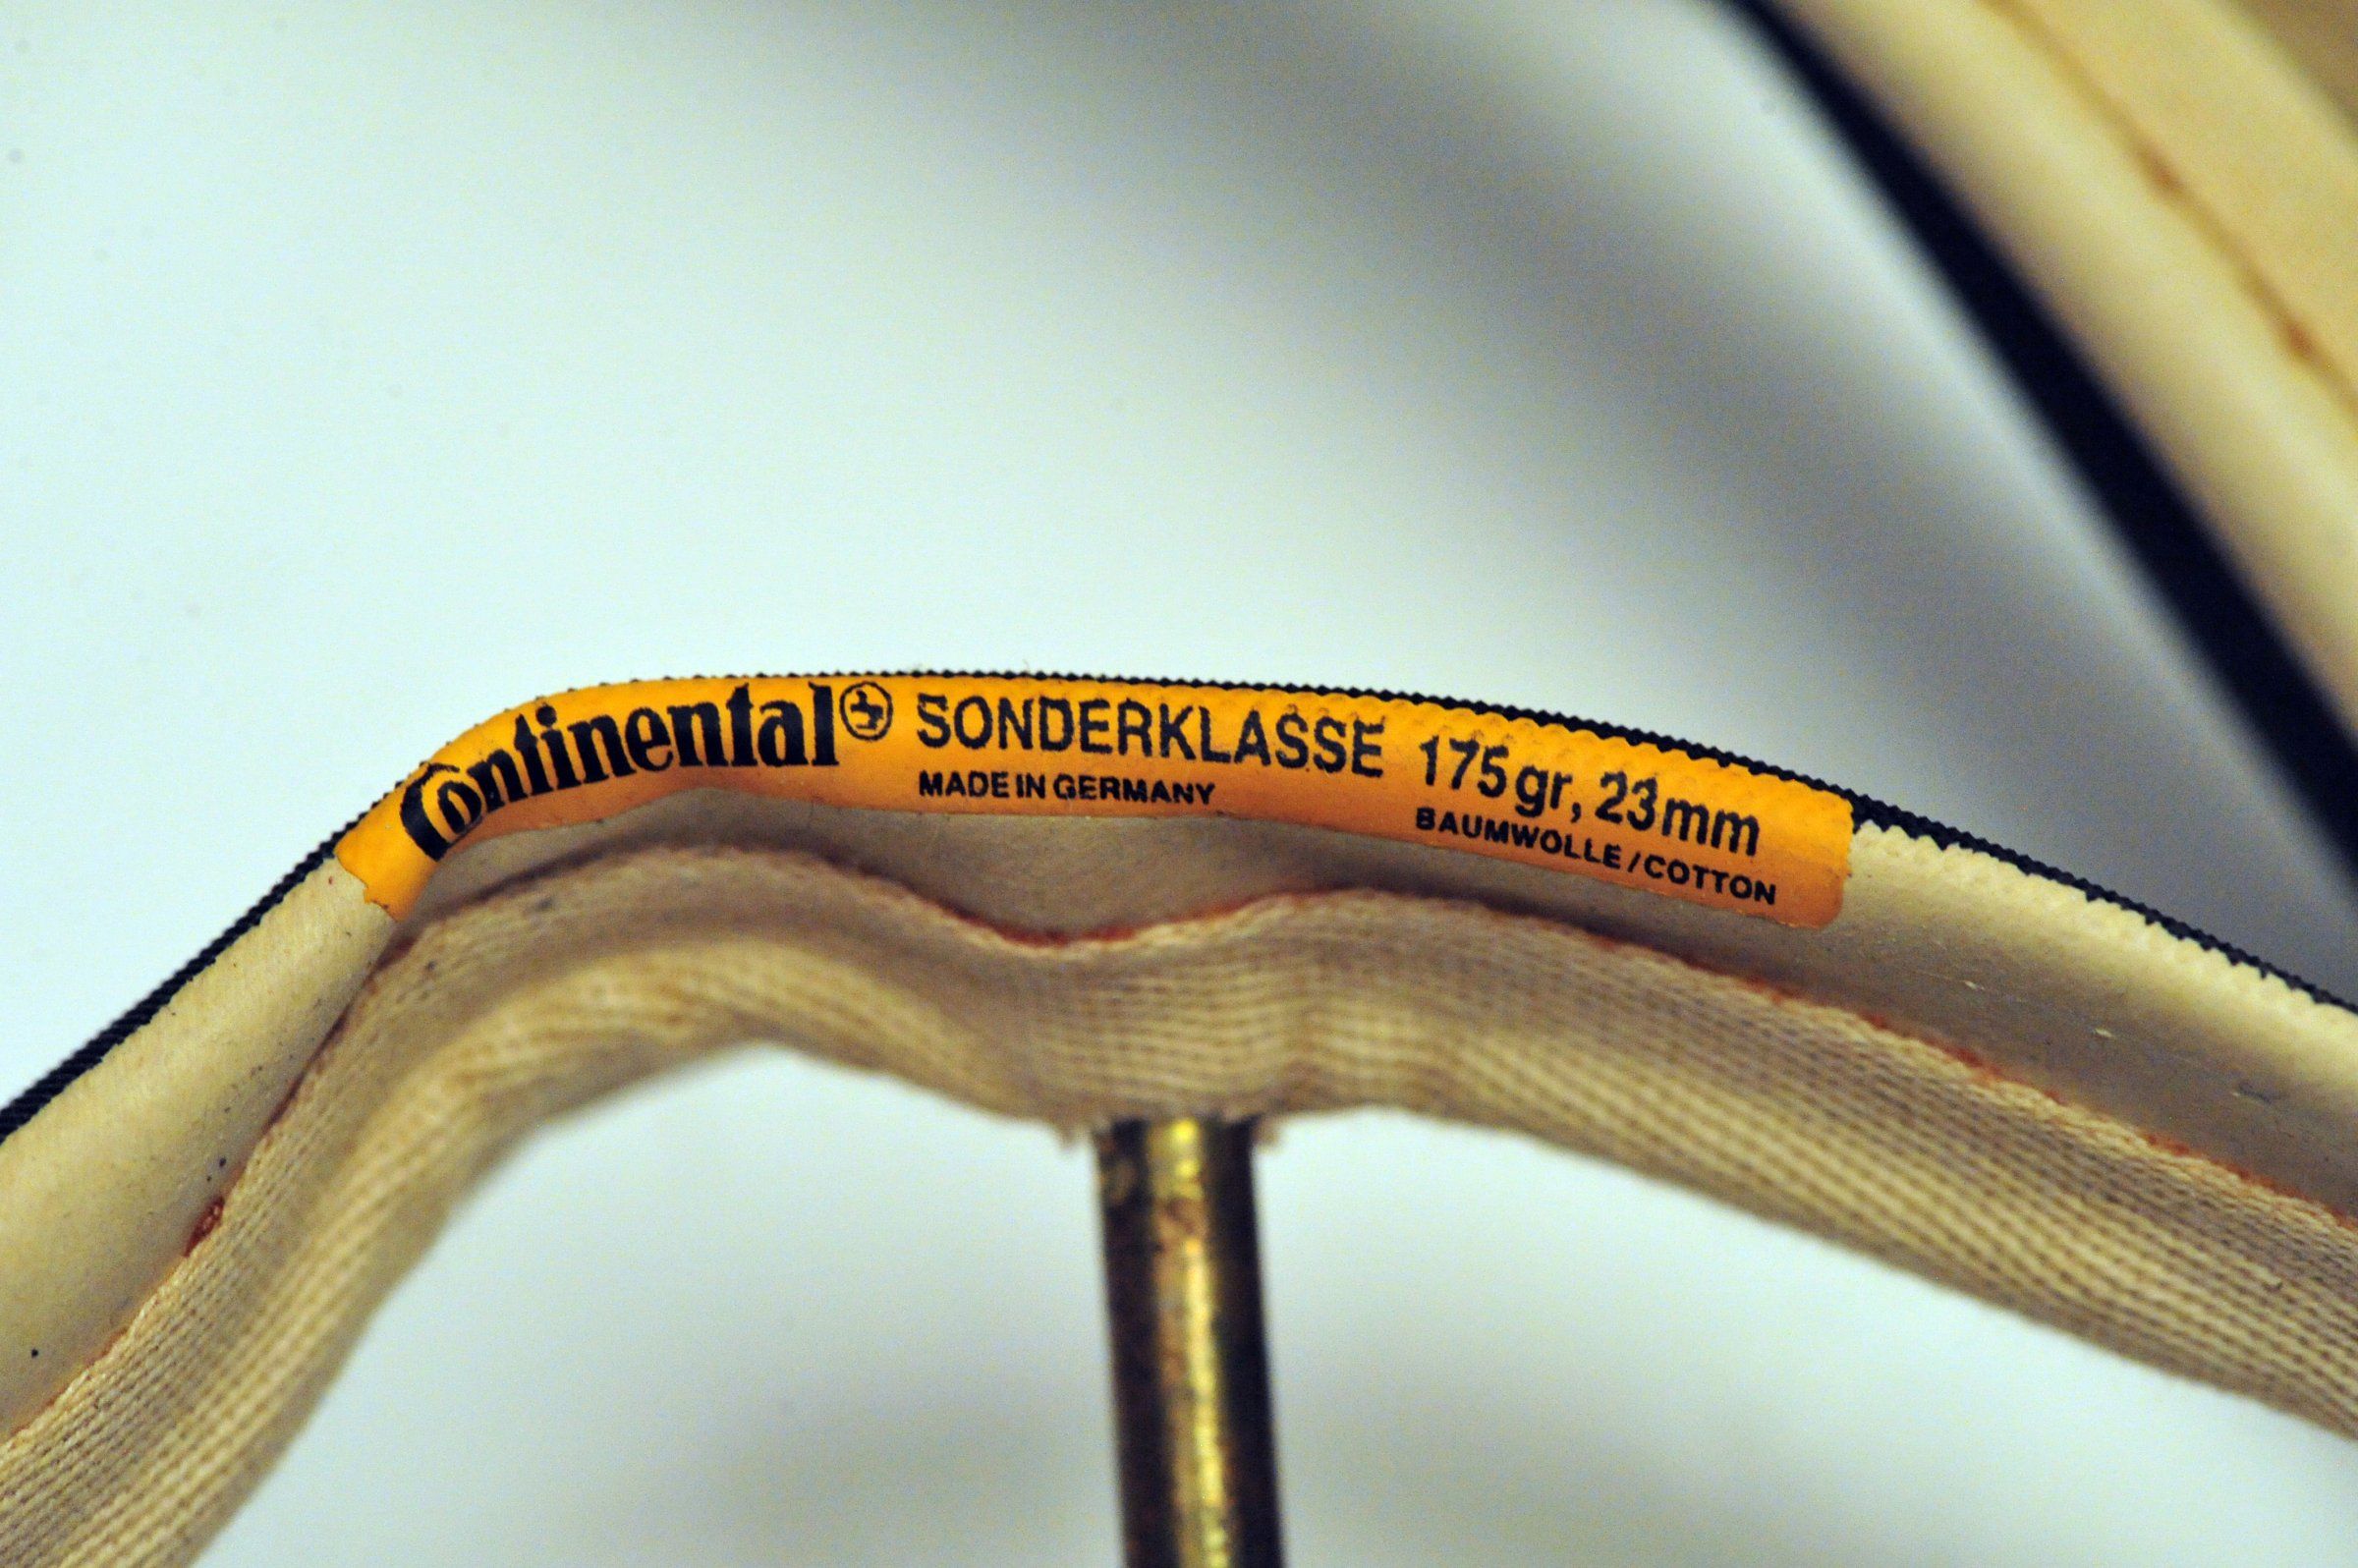 Continental SONDERKLASSE 175gr, 23mm
MADE IN GERMANY
BAUMWOLLE/COTTON